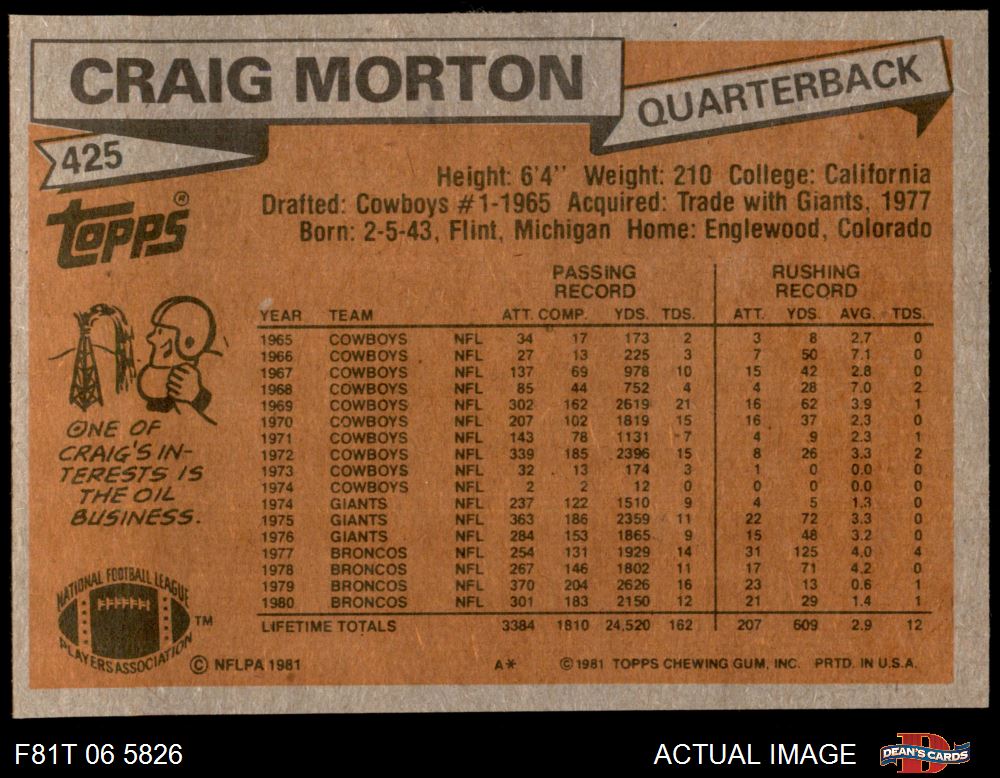 CRAIG MORTON
QUARTERBACK
425
Topps®
Height: 6'4" Weight: 210 College: California
Drafted: Cowboys #1-1965 Acquired: Trade with Giants, 1977
Born: 2-5-43, Flint, Michigan Home: Englewood, Colorado
PASSING RECORD RUSHING RECORD
YEAR TEAM ATT. COMP. YDS. TDS. ATT. YDS. AVG. TDS.
1965 COWBOYS NFL 34 17 173 2 3 8 2.7 0
1966 COWBOYS NFL 27 13 225 3 7 50 7.1 0
1967 COWBOYS NFL 137 69 978 10 15 42 2.8 0
1968 COWBOYS NFL 85 44 752 4 4 28 7.0 2
1969 COWBOYS NFL 302 162 2619 21 16 62 3.9 1
1970 COWBOYS NFL 207 102 1819 15 16 37 2.3 0
1971 COWBOYS NFL 143 78 1131 7 4 9 2.3 1
1972 COWBOYS NFL 339 185 2396 15 8 26 3.3 2
1973 COWBOYS NFL 32 13 174 3 1 0 0.0 0
1974 COWBOYS NFL 2 2 12 0 0 0 0.0 0
1974 GIANTS NFL 237 122 1510 9 4 5 1.3 0
1975 GIANTS NFL 363 186 2359 11 22 72 3.3 0
1976 GIANTS NFL 284 153 1865 9 15 48 3.2 0
1977 BRONCOS NFL 254 131 1929 14 31 125 4.0 4
1978 BRONCOS NFL 267 146 1802 11 17 71 4.2 0
1979 BRONCOS NFL 370 204 2626 16 23 13 0.6 1
1980 BRONCOS NFL 301 183 2150 12 21 29 1.4 1
LIFETIME TOTALS 3384 1810 24,520 162 207 609 2.9 12
ONE OF
CRAIG'S IN-
TERESTS IS
THE OIL
BUSINESS.
NATIONAL FOOTBALL LEAGUE
PLAYERS ASSOCIATION
TM
© NFLPA 1981 A* © 1981 TOPPS CHEWING GUM, INC. PRTD. IN U.S.A.
F81T 06 5826 ACTUAL IMAGE
DEAN'S CARDS